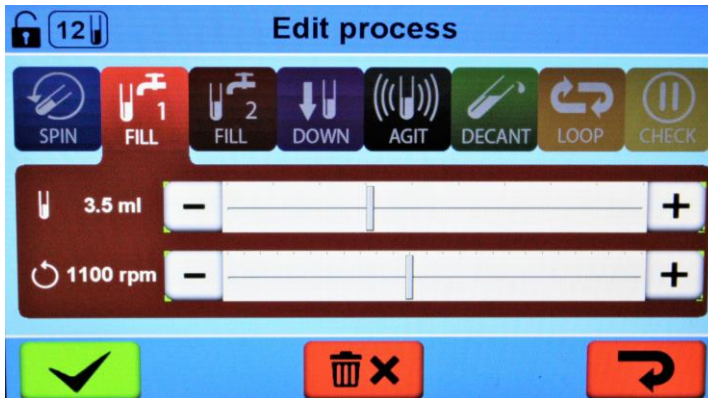 12 Edit process
SPIN
1 FILL
2 FILL
DOWN
AGIT
DECANT
LOOP
CHECK
3.5 ml
1100 rpm